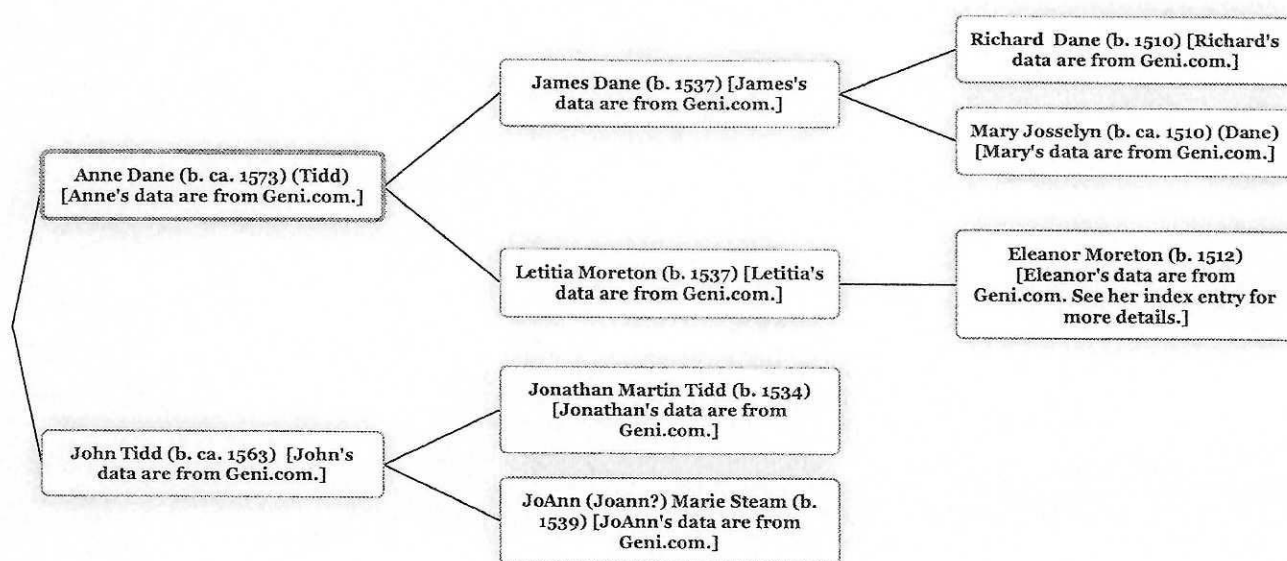 Anne Dane (b. ca. 1573) (Tidd)
[Anne's data are from Geni.com.]
James Dane (b. 1537) [James's
data are from Geni.com.]
Richard Dane (b. 1510) [Richard's
data are from Geni.com.]
Mary Josselyn (b. ca. 1510) (Dane)
[Mary's data are from Geni.com.]
Letitia Moreton (b. 1537) [Letitia's
data are from Geni.com.]
Eleanor Moreton (b. 1512)
[Eleanor's data are from
Geni.com. See her index entry for
more details.]
John Tidd (b. ca. 1563) [John's
data are from Geni.com.]
Jonathan Martin Tidd (b. 1534)
[Jonathan's data are from
Geni.com.]
JoAnn (Joann?) Marie Steam (b.
1539) [JoAnn's data are from
Geni.com.]